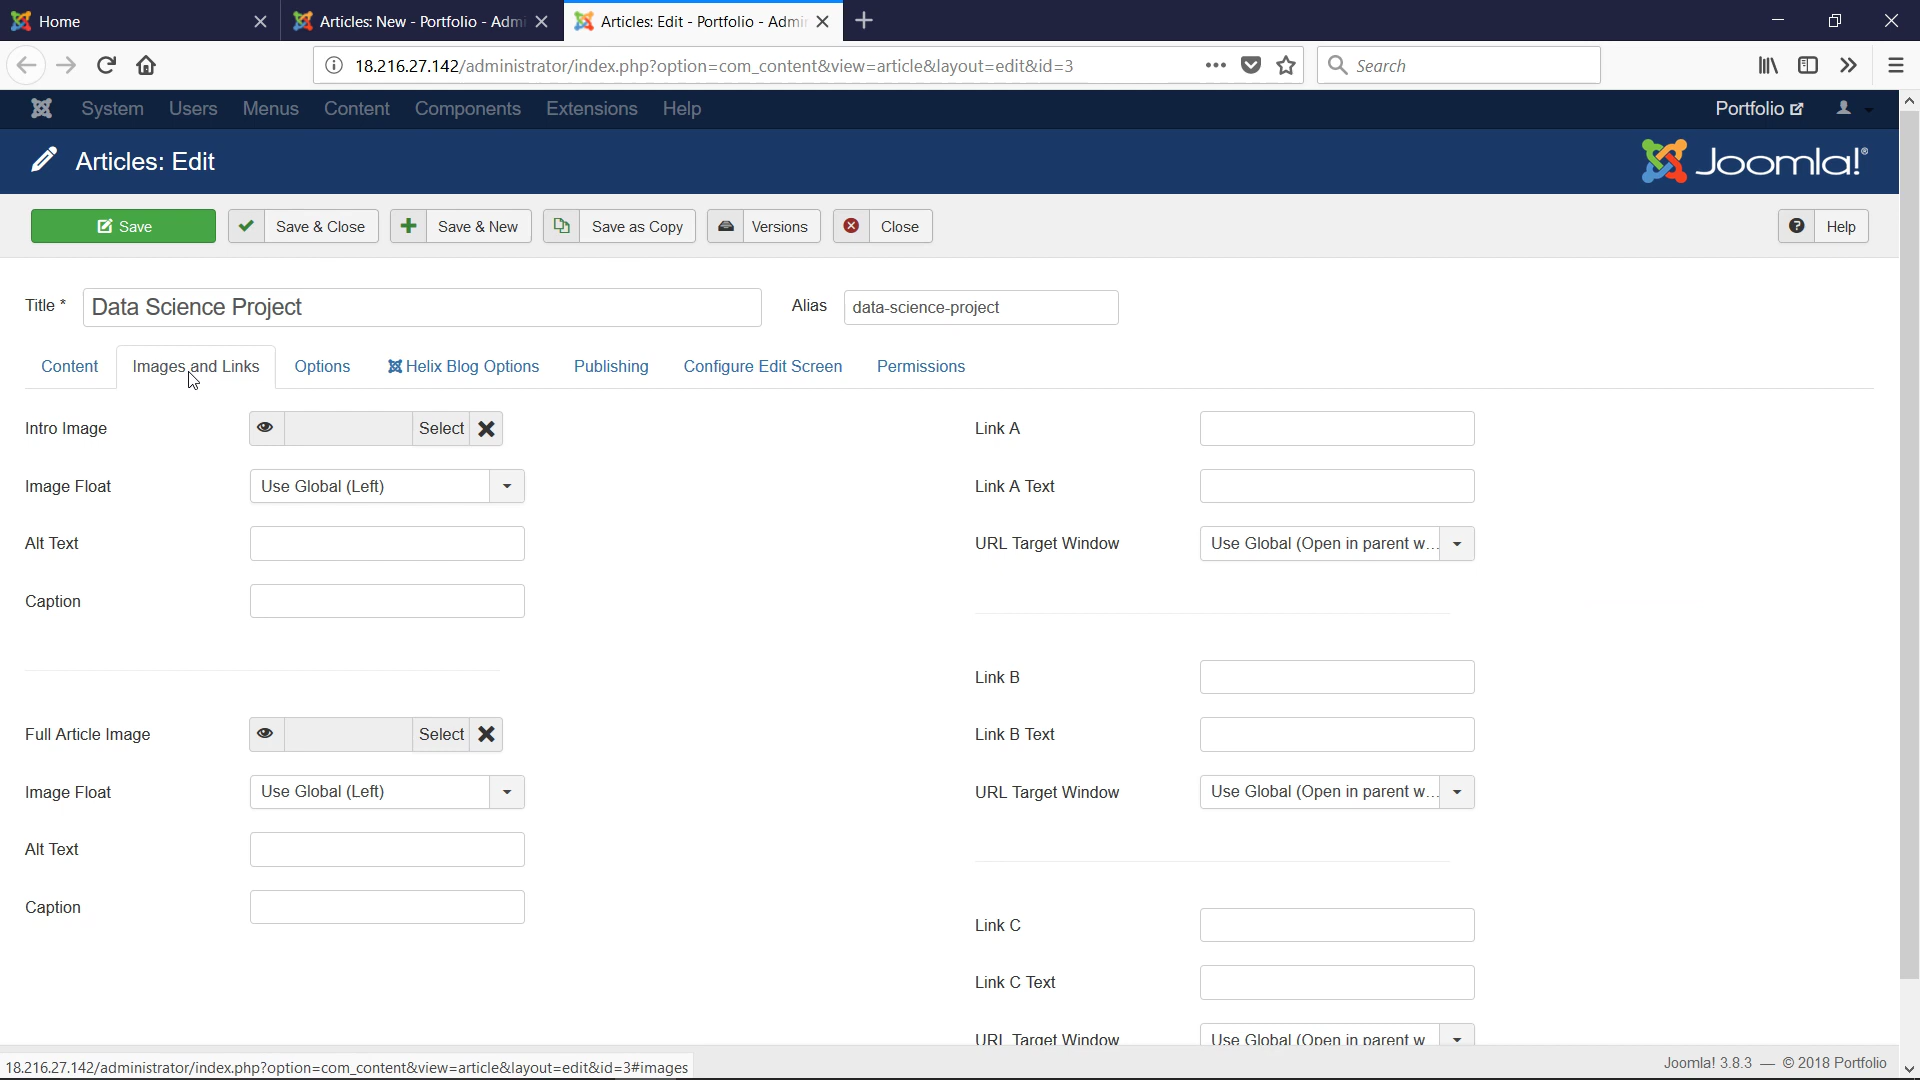 Home
Articles: New - Portfolio - Admi
Articles: Edit - Portfolio - Admi
18.216.27.142/administrator/index.php?option=com_content&view=article&layout=edit&id=3
Search
System Users Menus Content Components Extensions Help
Portfolio
Articles: Edit
Joomla!®
Save
Save & Close
Save & New
Save as Copy
Versions
Close
Help
Title * Data Science Project
Alias data-science-project
Content Images and Links Options Helix Blog Options Publishing Configure Edit Screen Permissions
Intro Image Select
Image Float Use Global (Left)
Alt Text
Caption
Full Article Image Select
Image Float Use Global (Left)
Alt Text
Caption
Link A
Link A Text
URL Target Window Use Global (Open in parent w...
Link B
Link B Text
URL Target Window Use Global (Open in parent w...
Link C
Link C Text
URL Target Window Use Global (Open in parent w
18.216.27.142/administrator/index.php?option=com_content&view=article&layout=edit&id=3#images
Joomla! 3.8.3 — © 2018 Portfolio